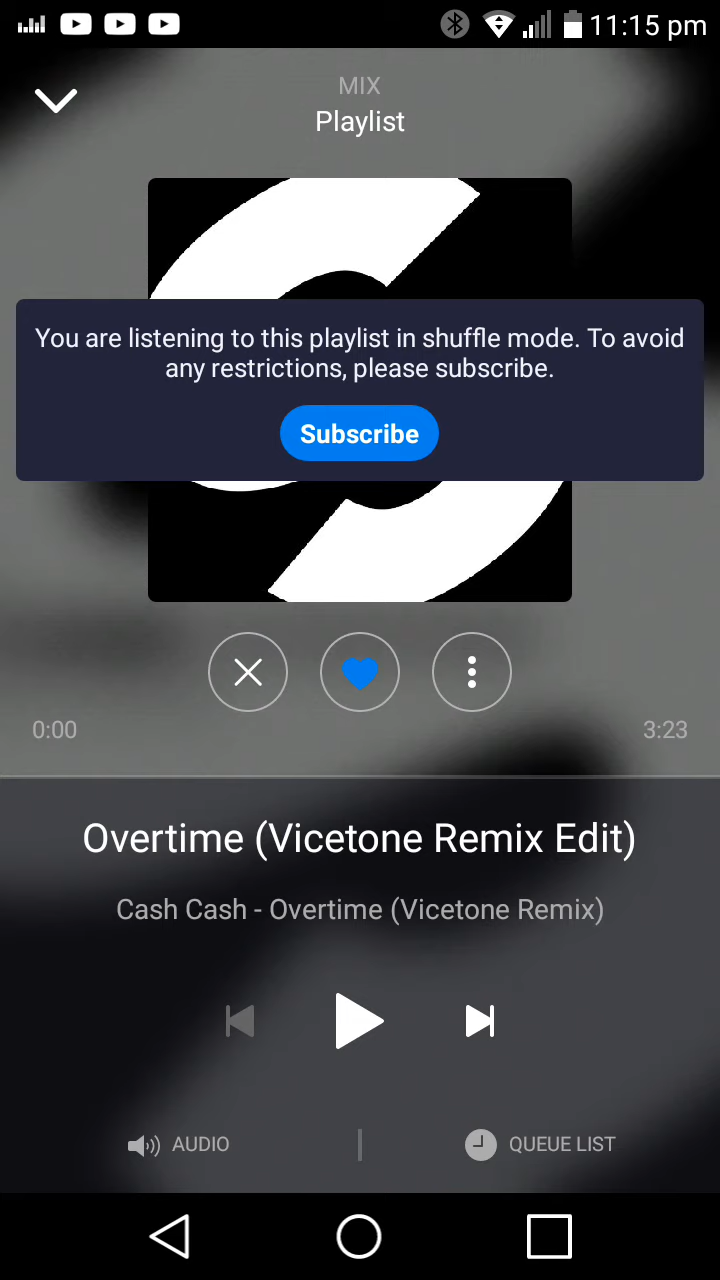 11:15 pm
MIX
Playlist
You are listening to this playlist in shuffle mode. To avoid
any restrictions, please subscribe.
Subscribe
0:00
3:23
Overtime (Vicetone Remix Edit)
Cash Cash - Overtime (Vicetone Remix)
AUDIO
QUEUE LIST